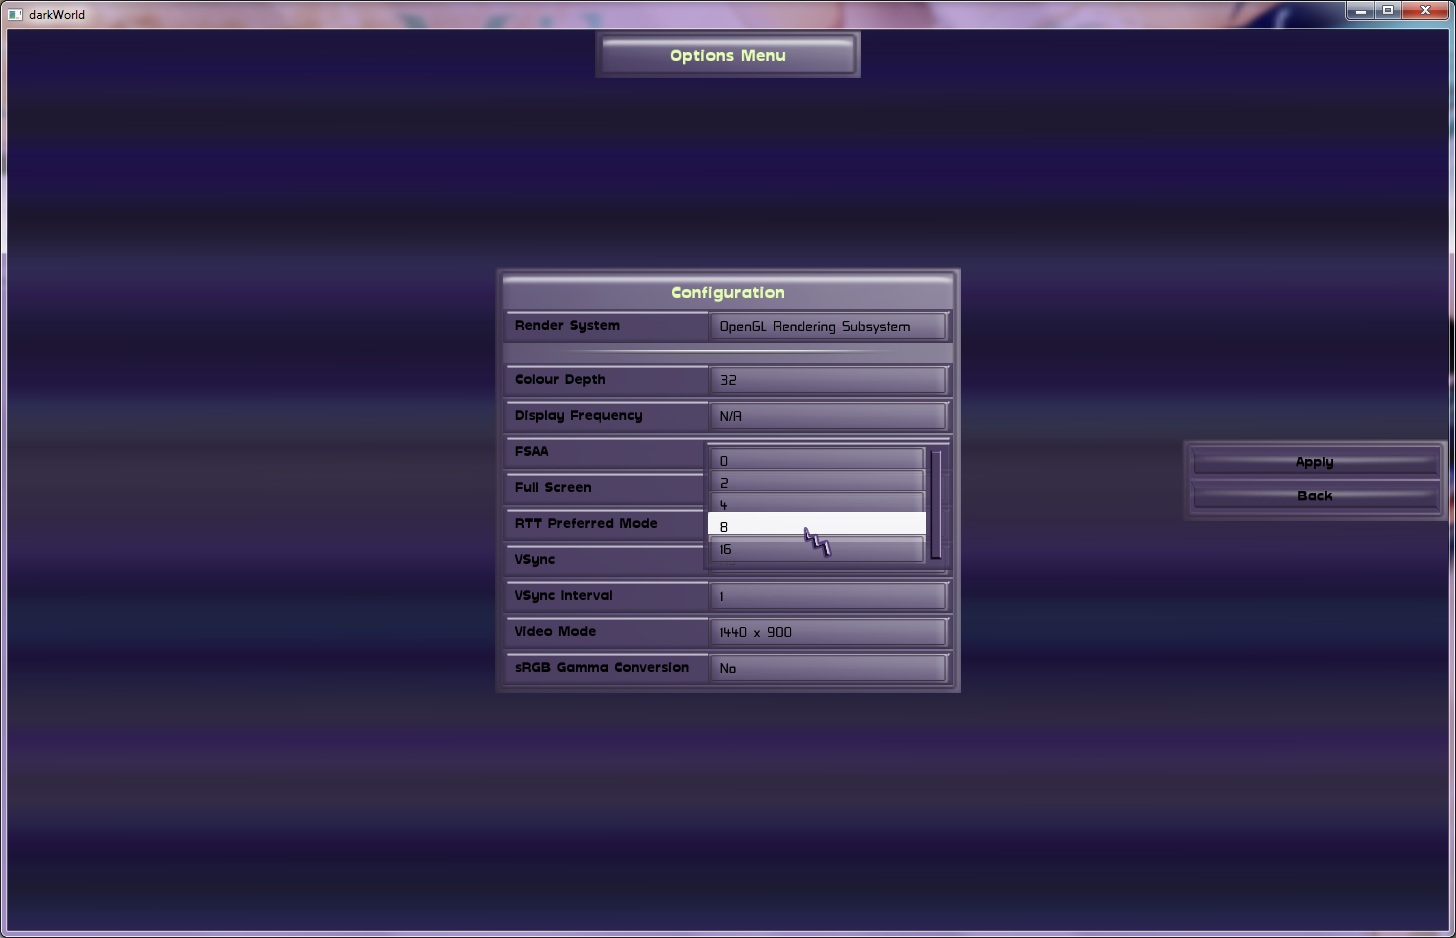 darkWorld
Options Menu
Configuration
Render System OpenGL Rendering Subsystem
Colour Depth 32
Display Frequency N/A
FSAA
0
2
4
8
16
Full Screen
RTT Preferred Mode
VSync
VSync Interval 1
Video Mode 1440 x 900
sRGB Gamma Conversion No
Apply
Back